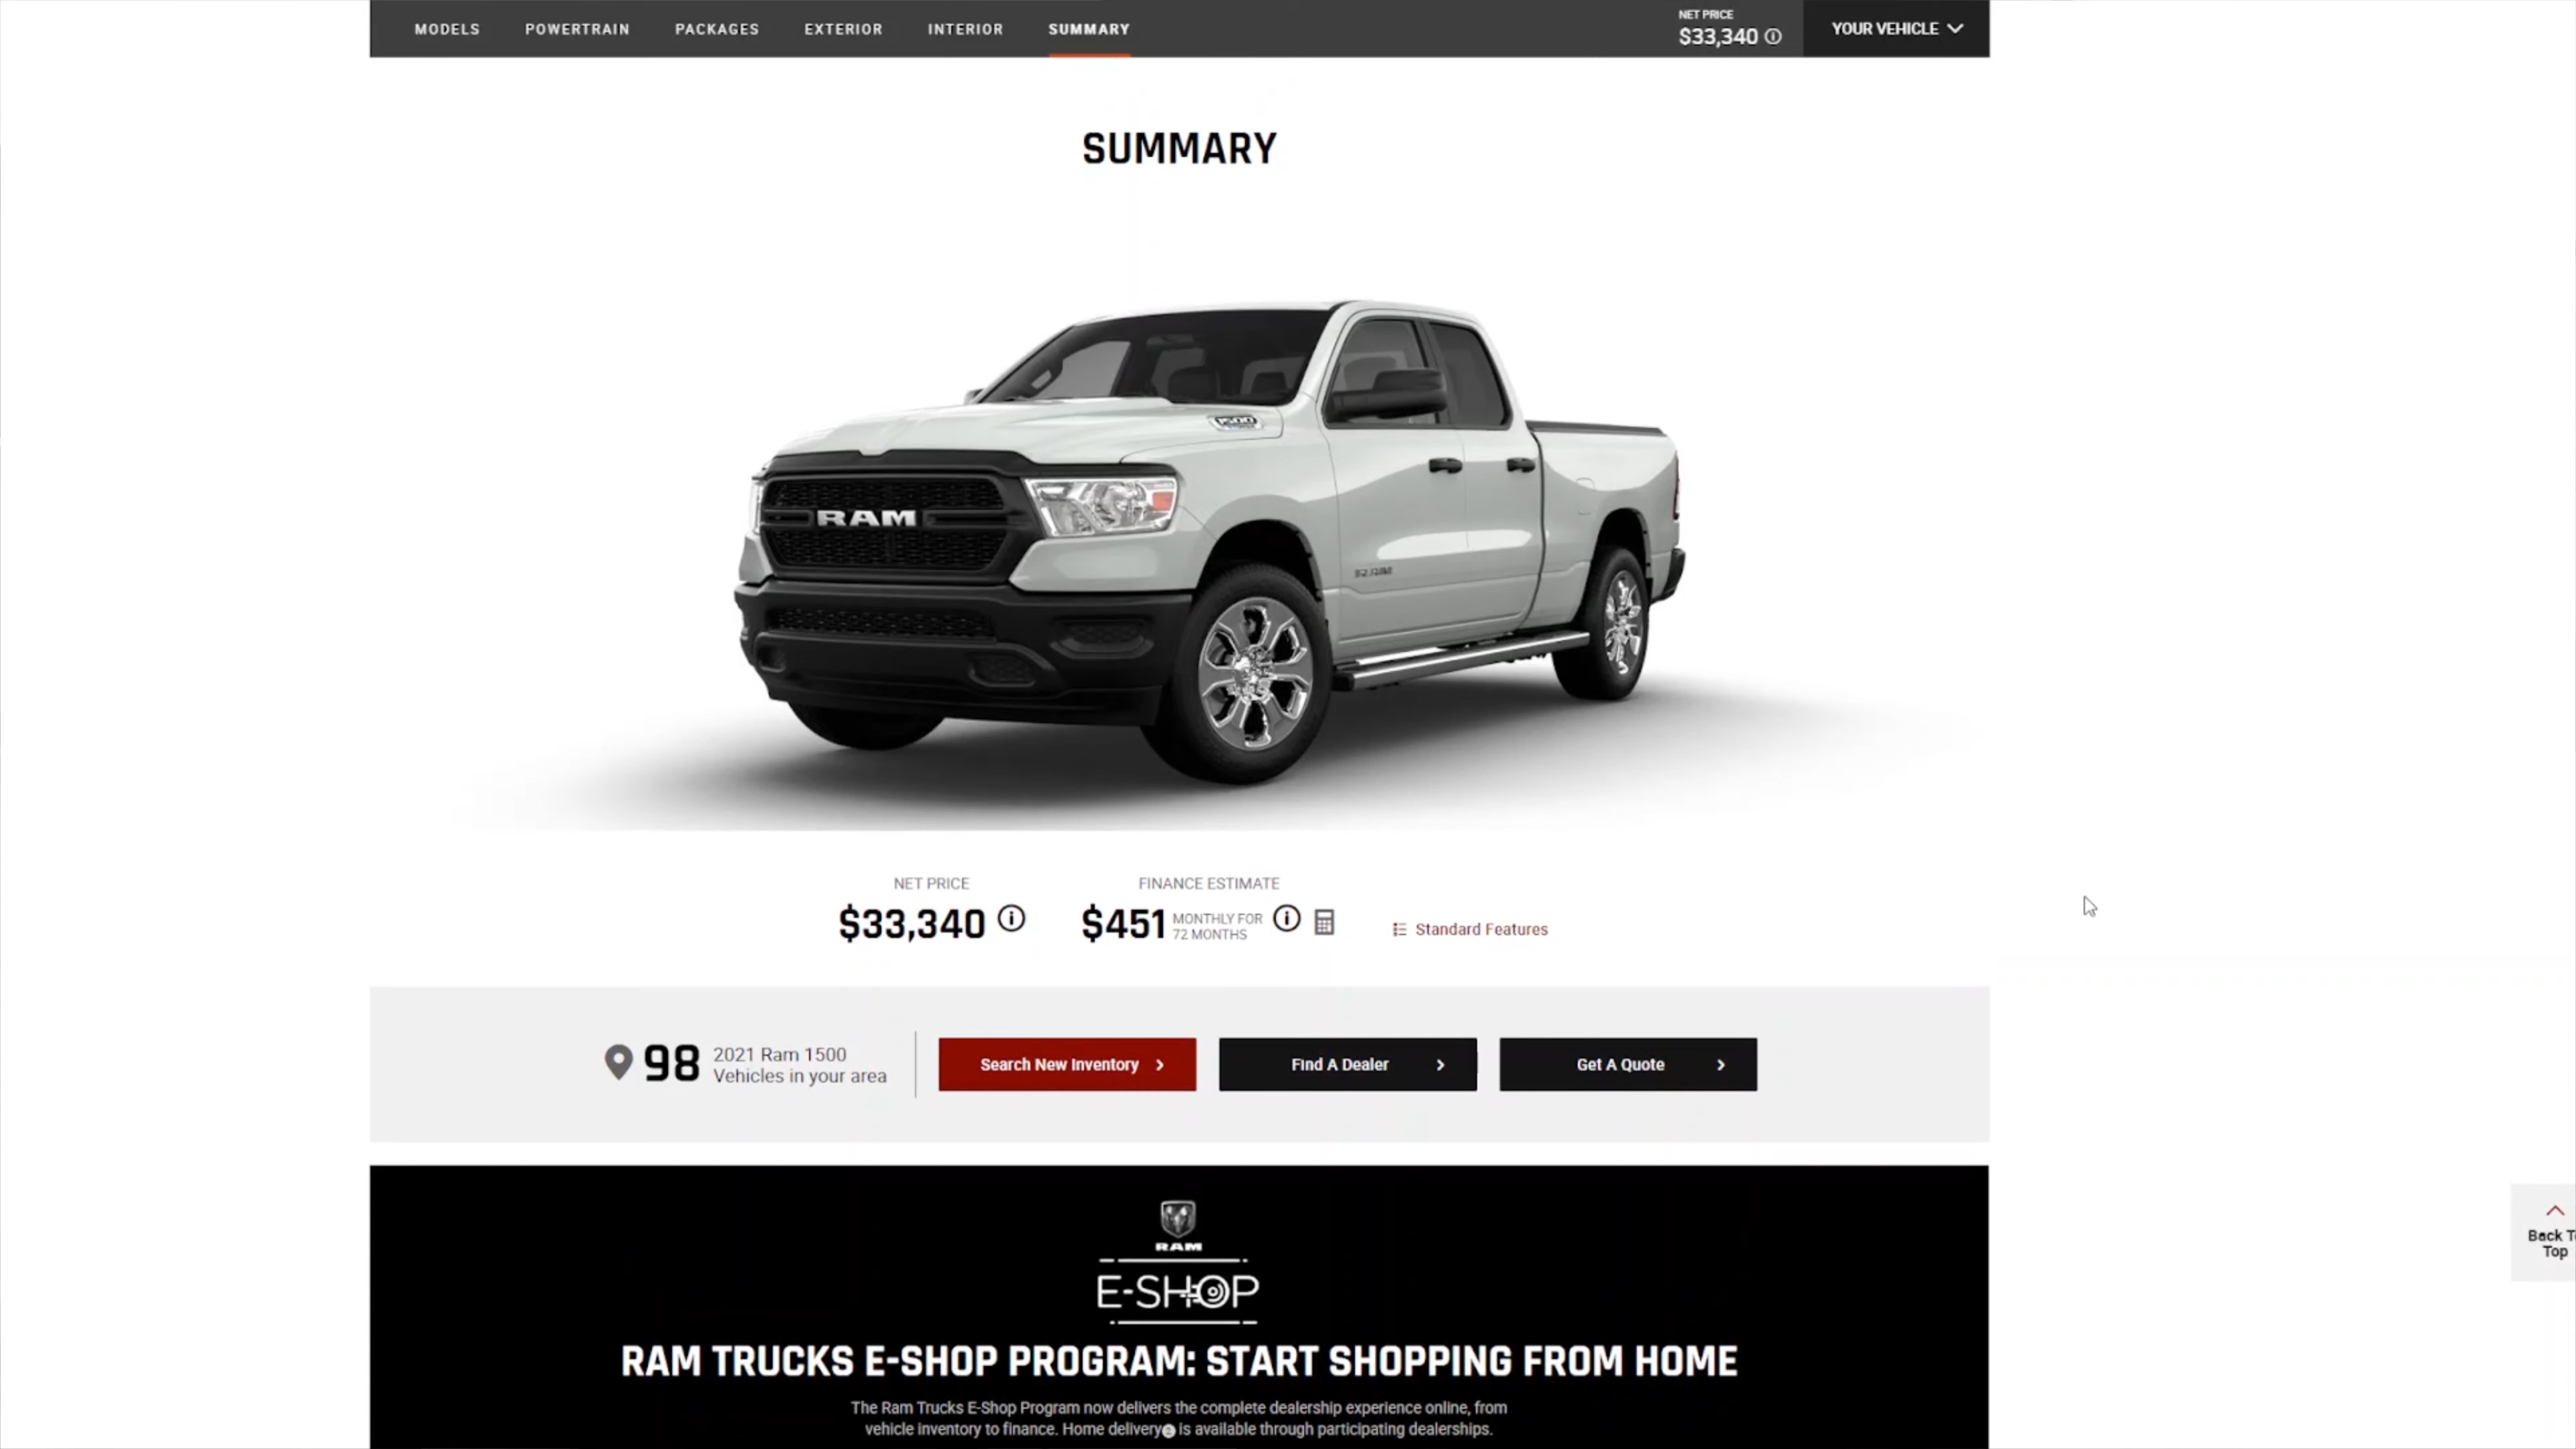 MODELS POWERTRAIN PACKAGES EXTERIOR INTERIOR SUMMARY
NET PRICE
$33,340
YOUR VEHICLE
SUMMARY
1500
RAM
RAM
NET PRICE
$33,340
FINANCE ESTIMATE
$451 MONTHLY FOR
72 MONTHS
Standard Features
98 2021 Ram 1500
Vehicles in your area
Search New Inventory
Find A Dealer
Get A Quote
RAM
E-SHOP
RAM TRUCKS E-SHOP PROGRAM: START SHOPPING FROM HOME
The Ram Trucks E-Shop Program now delivers the complete dealership experience online, from
vehicle inventory to finance. Home delivery is available through participating dealerships.
Back T
Top